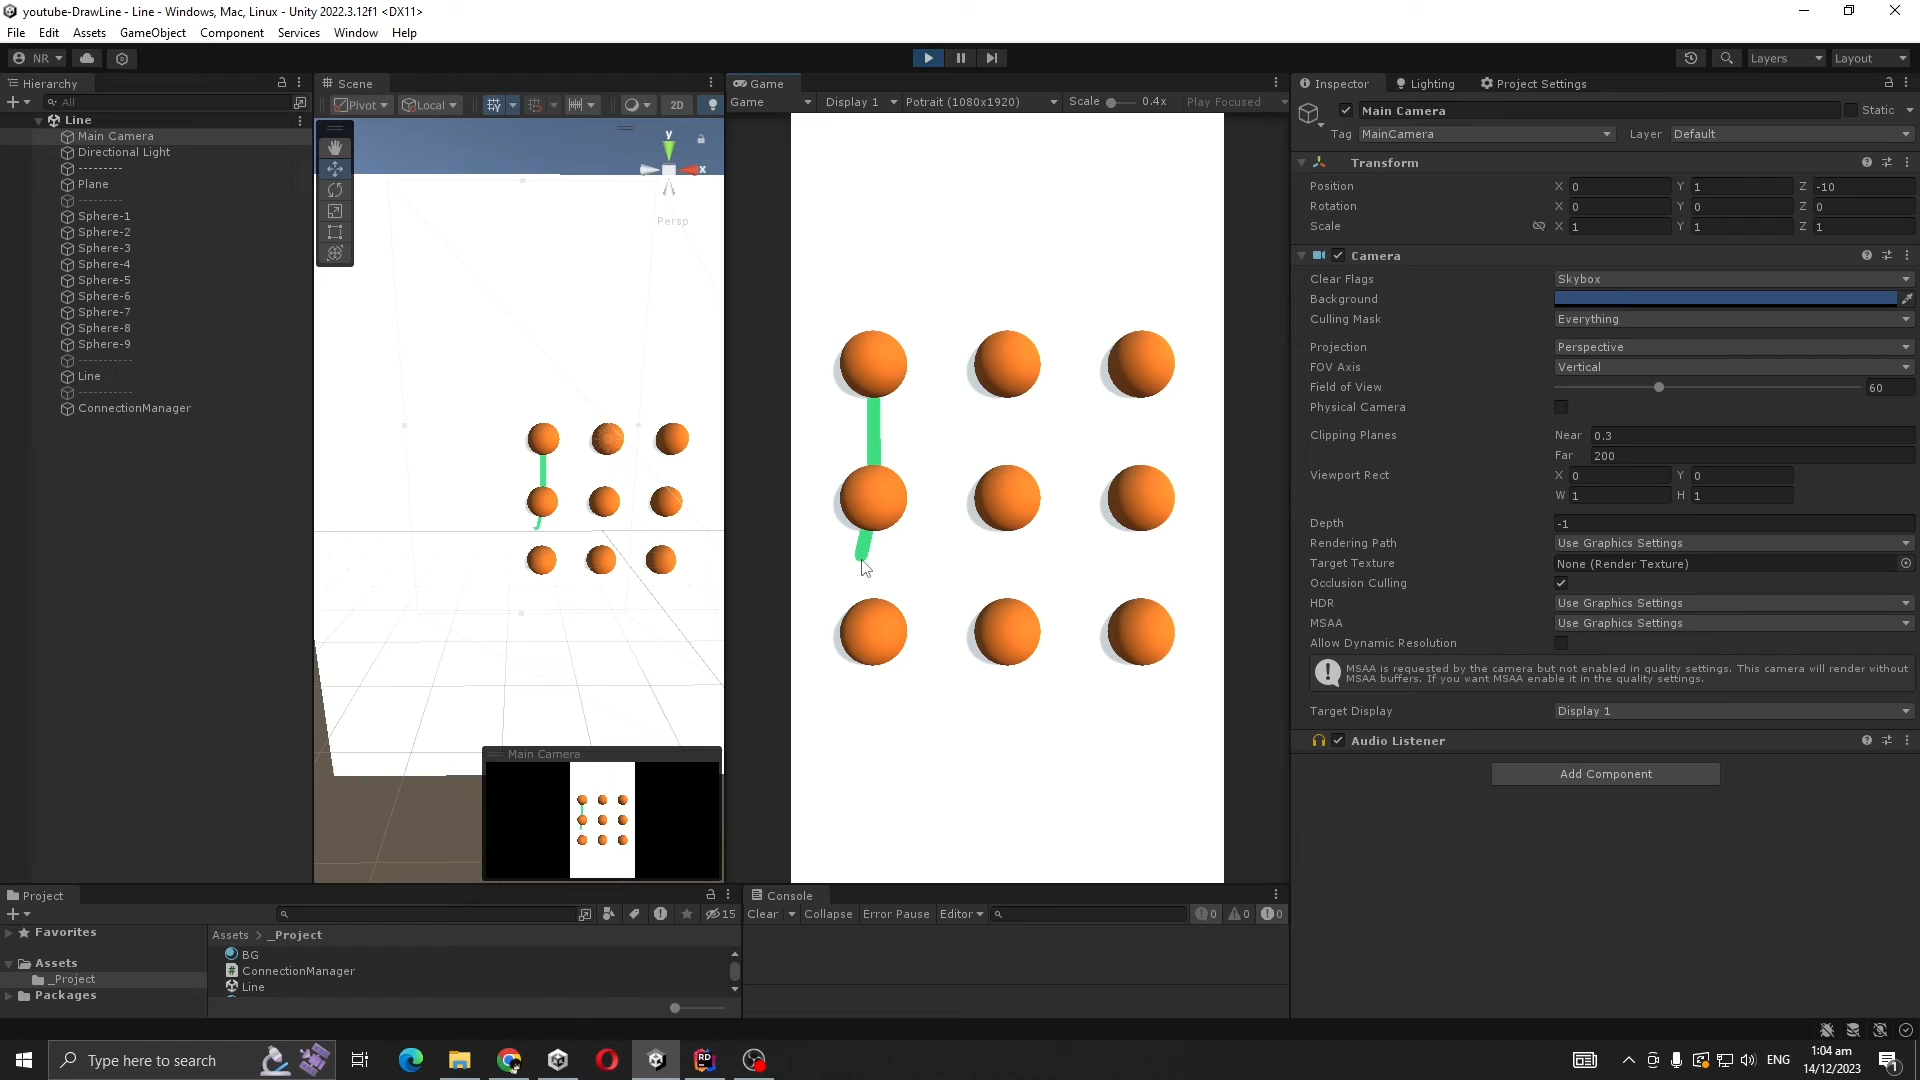 youtube-DrawLine - Line - Windows, Mac, Linux - Unity 2022.3.12f1 <DX11>
File Edit Assets GameObject Component Services Window Help
NR Layers Layout
Hierarchy
All
Line
Main Camera
Directional Light
---------
Plane
---------
Sphere-1
Sphere-2
Sphere-3
Sphere-4
Sphere-5
Sphere-6
Sphere-7
Sphere-8
Sphere-9
-----------
Line
-----------
ConnectionManager
Scene
Pivot Local 2D
y
x
Persp
Main Camera
Game
Game Display 1 Potrait (1080x1920) Scale 0.4x Play Focused
Inspector Lighting Project Settings
Main Camera Static
Tag MainCamera Layer Default
Transform
Position X 0 Y 1 Z -10
Rotation X 0 Y 0 Z 0
Scale X 1 Y 1 Z 1
Camera
Clear Flags Skybox
Background
Culling Mask Everything
Projection Perspective
FOV Axis Vertical
Field of View 60
Physical Camera
Clipping Planes Near 0.3
Far 200
Viewport Rect X 0 Y 0
W 1 H 1
Depth -1
Rendering Path Use Graphics Settings
Target Texture None (Render Texture)
Occlusion Culling
HDR Use Graphics Settings
MSAA Use Graphics Settings
Allow Dynamic Resolution
MSAA is requested by the camera but not enabled in quality settings. This camera will render without
MSAA buffers. If you want MSAA enable it in the quality settings.
Target Display Display 1
Audio Listener
Add Component
Project
15
Favorites
Assets
_Project
Packages
Assets > _Project
BG
ConnectionManager
Line
Console
Clear Collapse Error Pause Editor 0 0 0
Type here to search
RD
ENG
1:04 am
14/12/2023
1